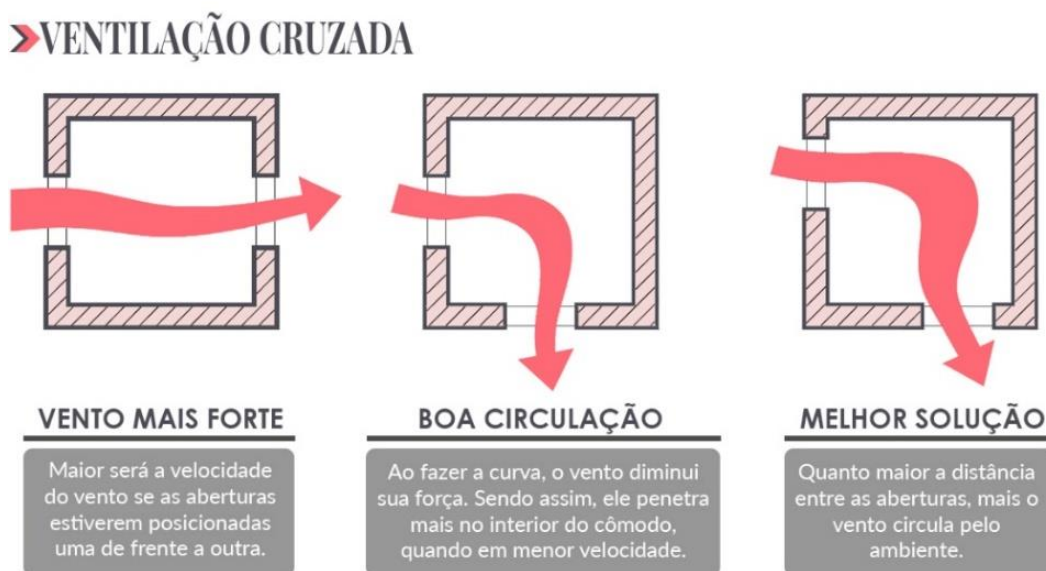 VENTILAÇÃO CRUZADA
VENTO MAIS FORTE
Maior será a velocidade
do vento se as aberturas
estiverem posicionadas
uma de frente a outra.
BOA CIRCULAÇÃO
Ao fazer a curva, o vento diminui
sua força. Sendo assim, ele penetra
mais no interior do cômodo,
quando em menor velocidade.
MELHOR SOLUÇÃO
Quanto maior a distância
entre as aberturas, mais o
vento circula pelo
ambiente.